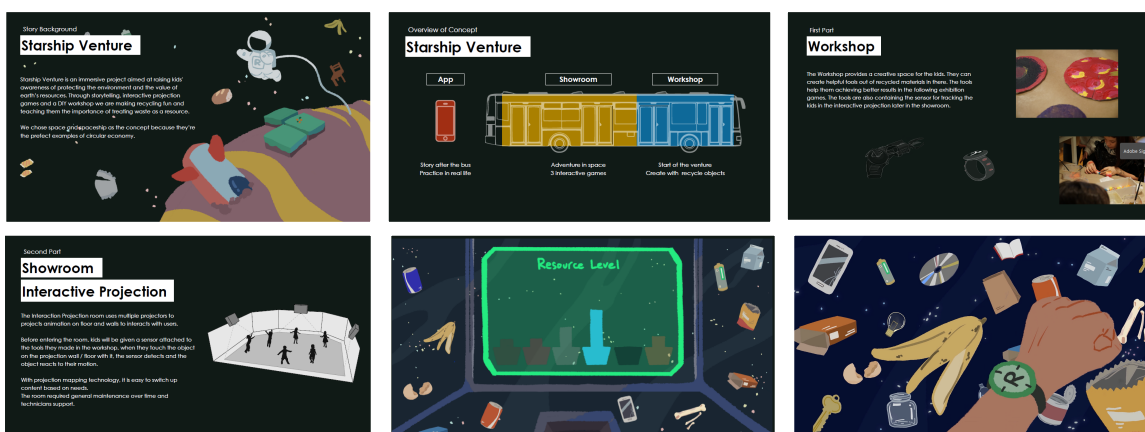 Story Background
Starship Venture
Starship Venture is an immersive project aimed at raising kids'
awareness of protecting the environment and the value of
earth's resources. Through storytelling, interactive projection
games and a DIY workshop we are making recycling fun and
teaching them the importance of treating waste as a resource.
We chose space and spaceship as the concept because they're
the prefect examples of circular economy.
R
Overview of Concept
Starship Venture
App
Showroom
Workshop
Story after the bus
Practice in real life
Adventure in space
3 interactive games
Start of the venture
Create with recycle objects
First Part
Workshop
The Workshop provides a creative space for the kids. They can
create helpful tools out of recycled materials in there. The tools
help them achieving better results in the following exhibition
games. The tools are also containing the sensor for tracking the
kids in the interactive projection later in the showroom.
Adobe Sig
Second Part
Showroom
Interactive Projection
The Interaction Projection room uses multiple projectors to
projects animation on floor and walls to interacts with users.
Before entering the room, kids will be given a sensor attached to
the tools they made in the workshop. when they touch the object
on the projection wall / floor with it, the sensor detects and the
object reacts to their motion.
With projection mapping technology. It is easy to switch up
content based on needs.
The room required general maintenance over time and
technicians support.
Resource Level
R